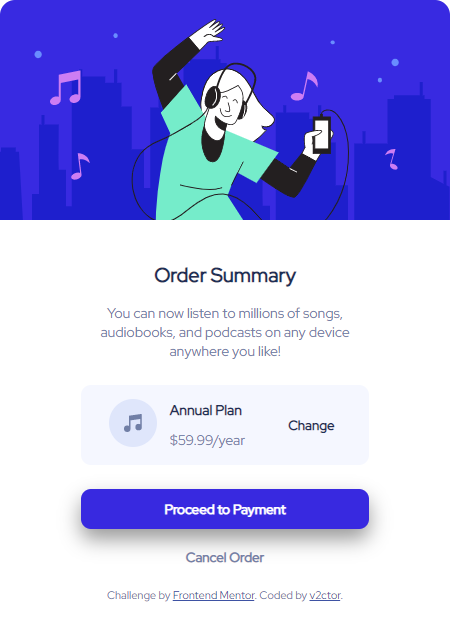 Order Summary
You can now listen to millions of songs,
audiobooks, and podcasts on any device
anywhere you like!
Annual Plan
$59.99/year
Change
Proceed to Payment
Cancel Order
Challenge by Frontend Mentor. Coded by v2ctor.